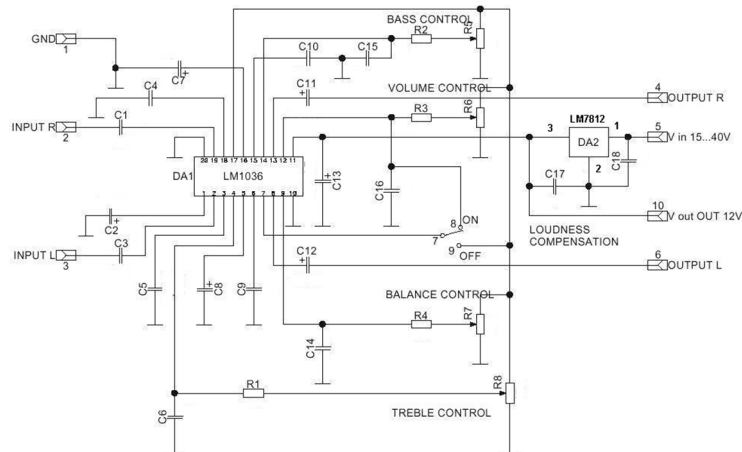 BASS CONTROL
R2
R5
GND
1
C10
C15
C7
+
C4
C11
+
VOLUME CONTROL
R3
R6
4
OUTPUT R
INPUT R
2
C1
LM7812
3
DA2
1
2
5
V in 15...40V
C18
20 19 18 17 16 15 14 13 12 11
DA1
LM1036
1 2 3 4 5 6 7 8 9 10
+
C13
C16
C17
10
V out OUT 12V
C2
+
8
ON
7
9
OFF
LOUDNESS
COMPENSATION
INPUT L
3
C3
C12
+
6
OUTPUT L
C5
+
C8
C9
BALANCE CONTROL
R4
R7
C14
R1
R8
C6
TREBLE CONTROL